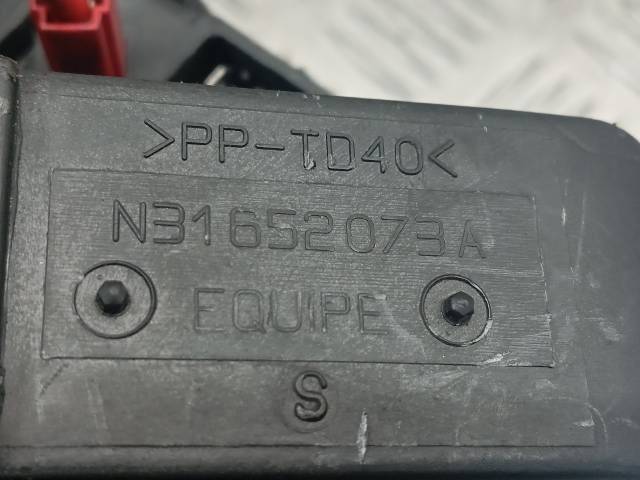 >PP-TD40<
N31652073A
EQUIPE
S